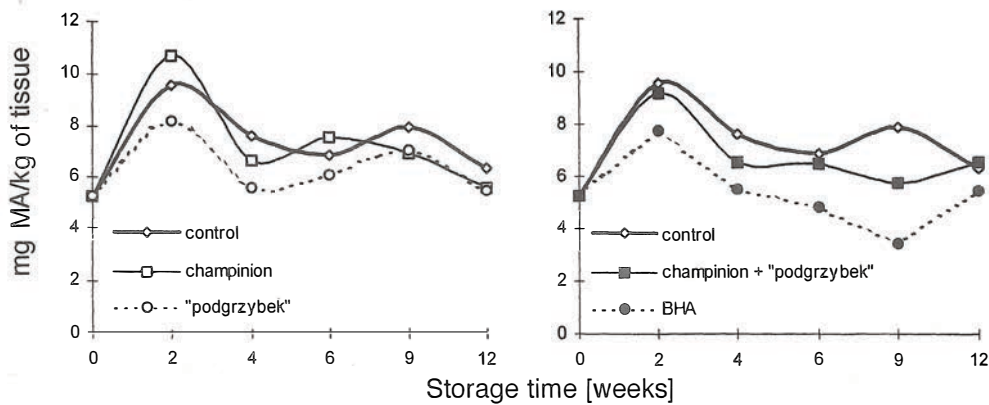 mg MA/kg of tissue
12
10
8
6
4
2
0
control
champinion
"podgrzybek"
0 2 4 6 9 12
12
10
8
6
4
2
0
control
champinion + "podgrzybek"
BHA
0 2 4 6 9 12
Storage time [weeks]